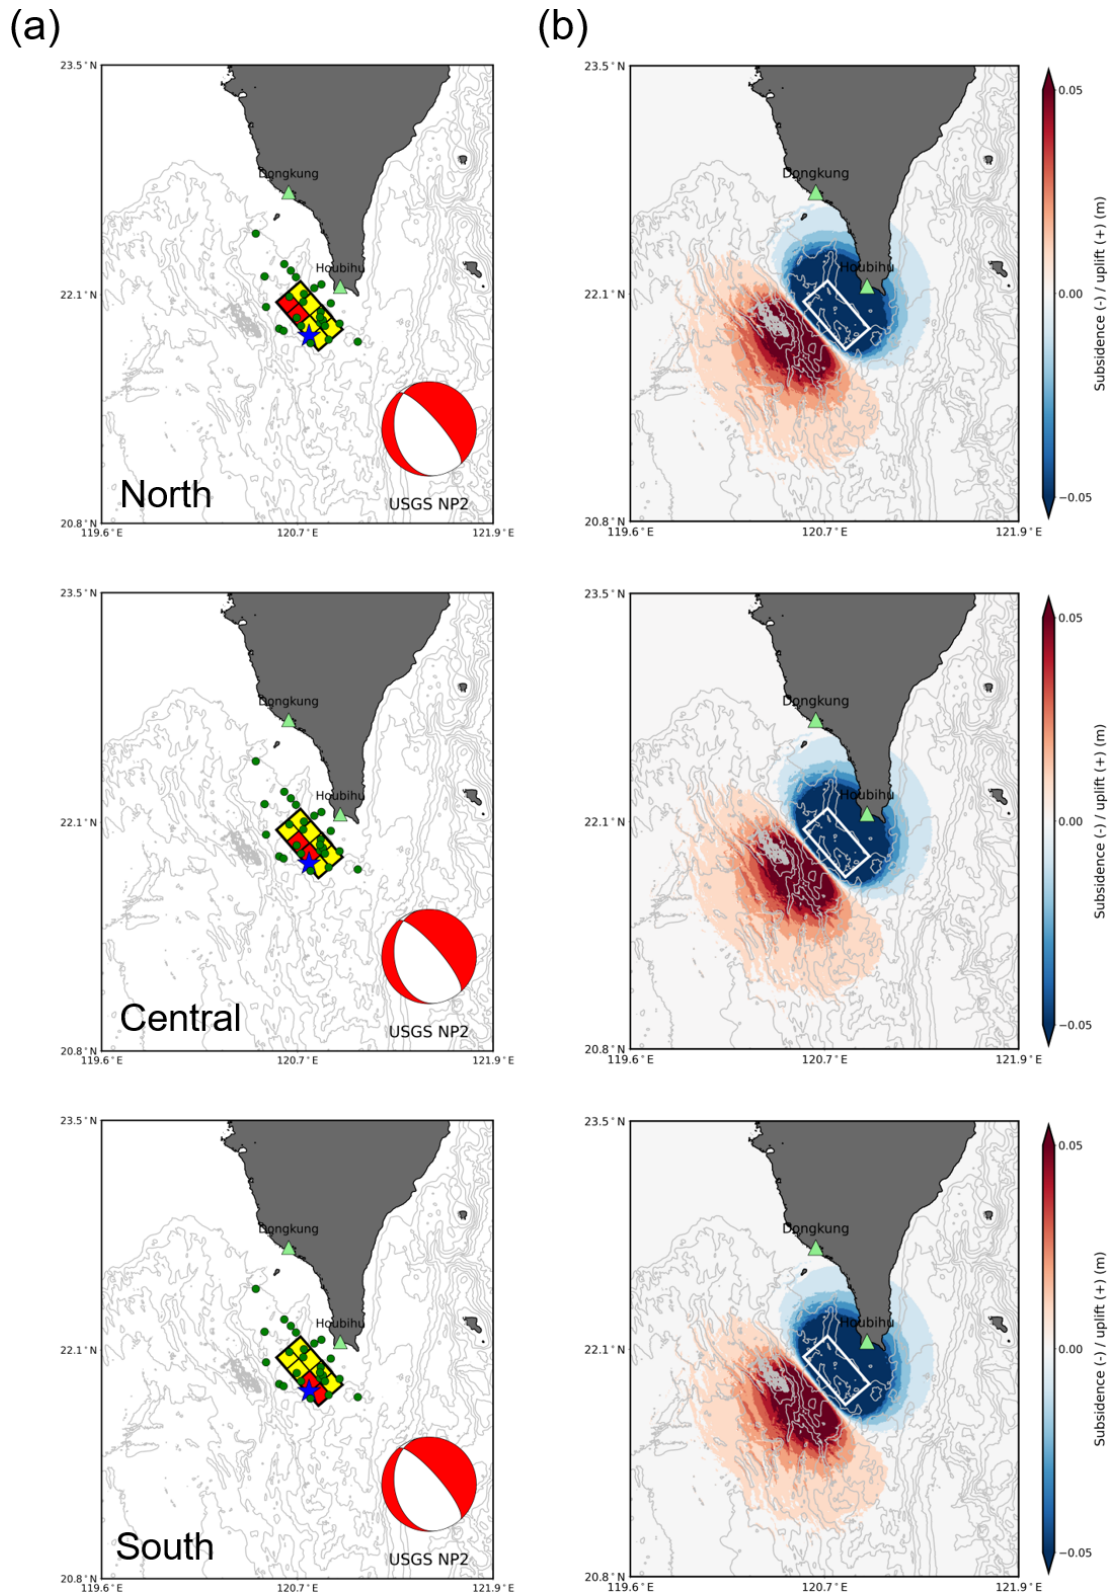 (a)
(b)
23.5°N
22.1°N
20.8°N
119.6°E
120.7°E
121.9°E
Dongkung
Houbihu
USGS NP2
North
23.5°N
22.1°N
20.8°N
119.6°E
120.7°E
121.9°E
Dongkung
Houbihu
0.05
0.00
−0.05
Subsidence (-) / uplift (+) (m)
23.5°N
22.1°N
20.8°N
119.6°E
120.7°E
121.9°E
Dongkung
Houbihu
USGS NP2
Central
23.5°N
22.1°N
20.8°N
119.6°E
120.7°E
121.9°E
Dongkung
Houbihu
0.05
0.00
−0.05
Subsidence (-) / uplift (+) (m)
23.5°N
22.1°N
20.8°N
119.6°E
120.7°E
121.9°E
Dongkung
Houbihu
USGS NP2
South
23.5°N
22.1°N
20.8°N
119.6°E
120.7°E
121.9°E
Dongkung
Houbihu
0.05
0.00
−0.05
Subsidence (-) / uplift (+) (m)